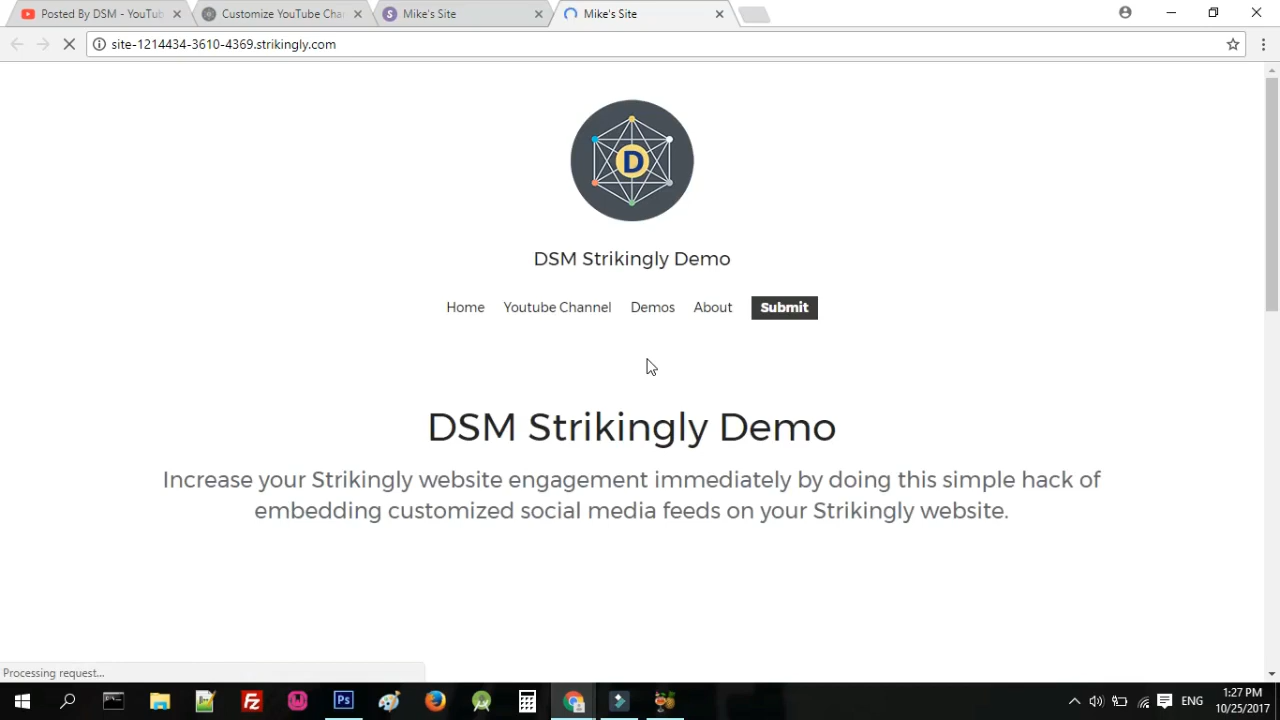 Posted By DSM - YouTub
Customize YouTube Cha
Mike's Site
Mike's Site
site-1214434-3610-4369.strikingly.com
D
DSM Strikingly Demo
Home Youtube Channel Demos About Submit
DSM Strikingly Demo
Increase your Strikingly website engagement immediately by doing this simple hack of
embedding customized social media feeds on your Strikingly website.
Processing request...
Ps
ENG
1:27 PM
10/25/2017